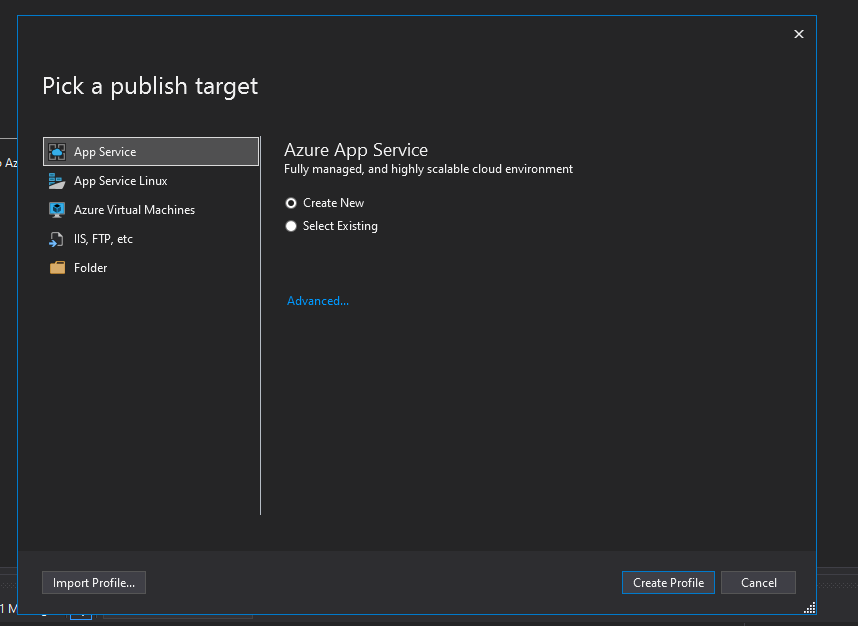 Pick a publish target
App Service
App Service Linux
Azure Virtual Machines
IIS, FTP, etc
Folder
Azure App Service
Fully managed, and highly scalable cloud environment
Create New
Select Existing
Advanced...
Import Profile...
Create Profile
Cancel